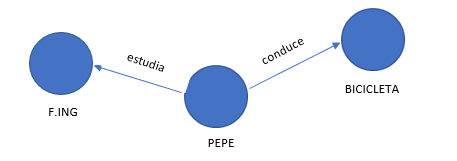 estudia
conduce
F.ING
PEPE
BICICLETA